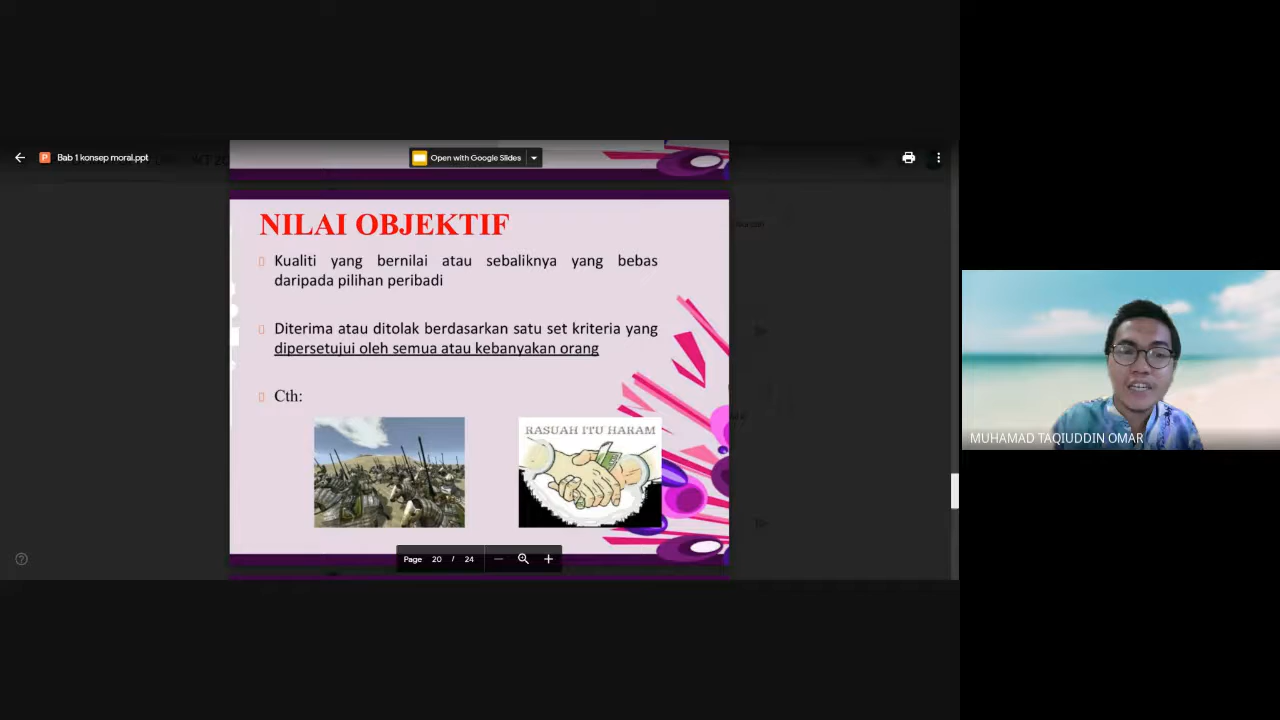 Bab 1 konsep moral.ppt
Open with Google Slides
NILAI OBJEKTIF
Kualiti yang bernilai atau sebaliknya yang bebas
daripada pilihan peribadi
Diterima atau ditolak berdasarkan satu set kriteria yang
dipersetujui oleh semua atau kebanyakan orang
Cth:
RASUAH ITU HARAM
MUHAMAD TAQIUDDIN OMAR
Page 20 / 24